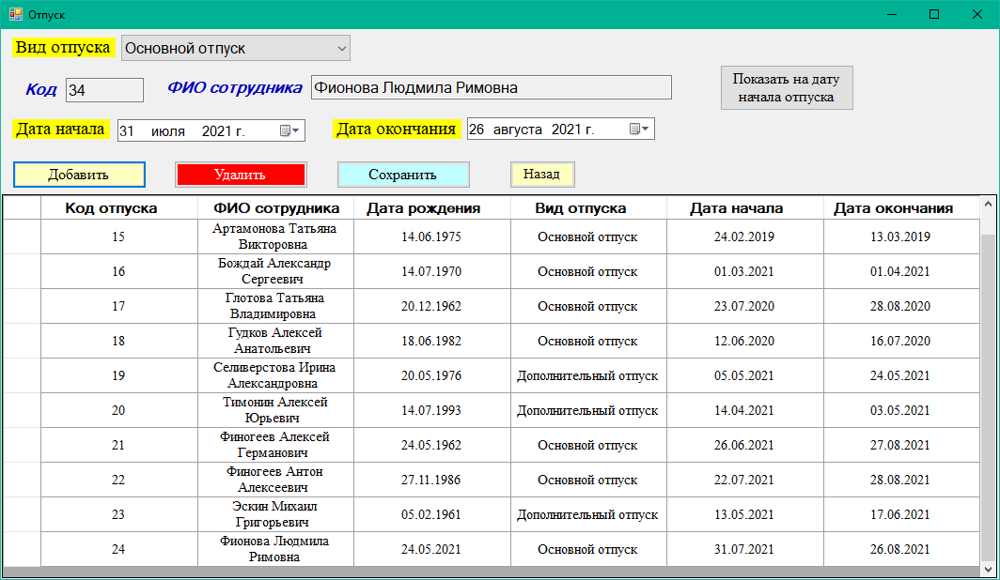 Отпуск
Вид отпуска Основной отпуск
Код 34 ФИО сотрудника Фионова Людмила Римовна
Показать на дату
начала отпуска
Дата начала 31 июля 2021 г. Дата окончания 26 августа 2021 г.
Добавить Удалить Сохранить Назад
Код отпуска ФИО сотрудника Дата рождения Вид отпуска Дата начала Дата окончания
15 Артамонова Татьяна
Викторовна 14.06.1975 Основной отпуск 24.02.2019 13.03.2019
16 Бождай Александр
Сергеевич 14.07.1970 Основной отпуск 01.03.2021 01.04.2021
17 Глотова Татьяна
Владимировна 20.12.1962 Основной отпуск 23.07.2020 28.08.2020
18 Гудков Алексей
Анатольевич 18.06.1982 Основной отпуск 12.06.2020 16.07.2020
19 Селиверстова Ирина
Александровна 20.05.1976 Дополнительный отпуск 05.05.2021 24.05.2021
20 Тимонин Алексей
Юрьевич 14.07.1993 Дополнительный отпуск 14.04.2021 03.05.2021
21 Финогеев Алексей
Германович 24.05.1962 Основной отпуск 26.06.2021 27.08.2021
22 Финогеев Антон
Алексеевич 27.11.1986 Основной отпуск 22.07.2021 28.08.2021
23 Эскин Михаил
Григорьевич 05.02.1961 Дополнительный отпуск 13.05.2021 17.06.2021
24 Фионова Людмила
Римовна 24.05.2021 Основной отпуск 31.07.2021 26.08.2021